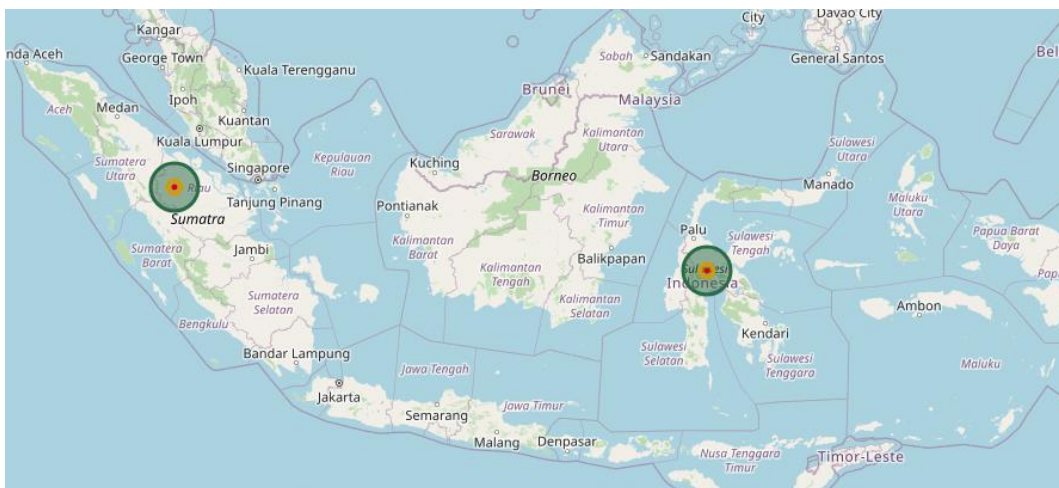 City
Davao City
Kangar
nda Aceh
George Town
Kuala Terengganu
Sabah
Sandakan
General Santos
Bel
Brunei
Malaysia
Ipoh
Aceh
Medan
Kuantan
Kuala Lumpur
Sarawak
Kalimantan
Utara
Sulawesi
Utara
Sumatera
Utara
Singapore
Kepulauan
Riau
Kuching
Borneo
Riau
Manado
Tanjung Pinang
Pontianak
Kalimantan
Timur
Maluku
Utara
Sumatra
Palu
Papua Barat
Daya
Sumatera
Barat
Jambi
Kalimantan
Barat
Balikpapan
Sulawesi
Tengah
Kalimantan
Tengah
Indonesia
Pap
Sumatera
Selatan
Kalimantan
Selatan
Ambon
Bengkulu
Kendari
Bandar Lampung
Sulawesi
Selatan
Sulawesi
Tenggara
Maluku
Jawa Tengah
Jakarta
Semarang
Jawa Timur
Malang
Denpasar
Nusa Tenggara
Timur
Timor-Leste